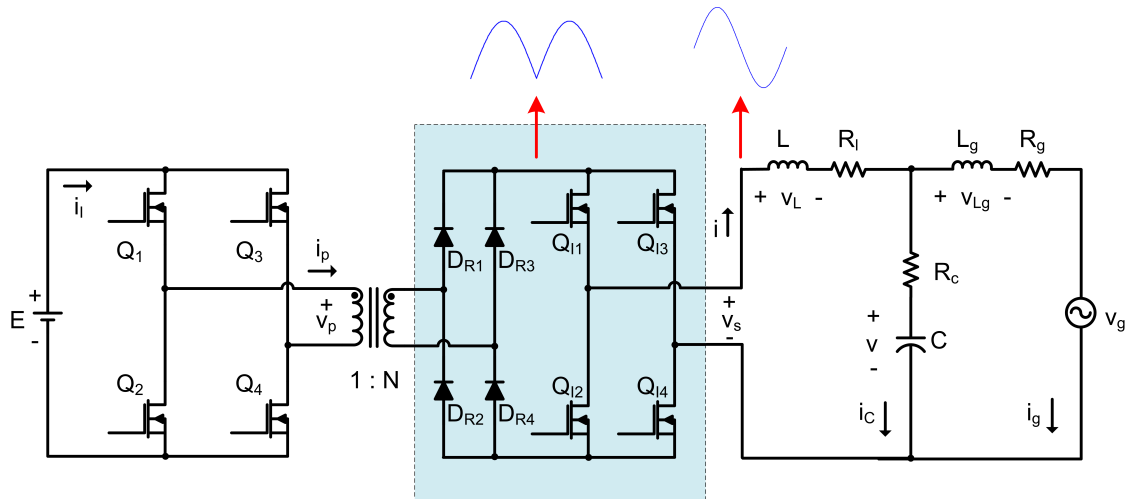 L
R_l
L_g
R_g
+ v_L -
+ v_Lg -
i_l
Q_1
Q_3
Q_I1
Q_I3
i
D_R1
D_R3
i_p
R_c
E
+
-
+
v_p
+
v_s
-
+
v
-
C
v_g
1 : N
Q_2
Q_4
Q_I2
Q_I4
D_R2
D_R4
i_C
i_g